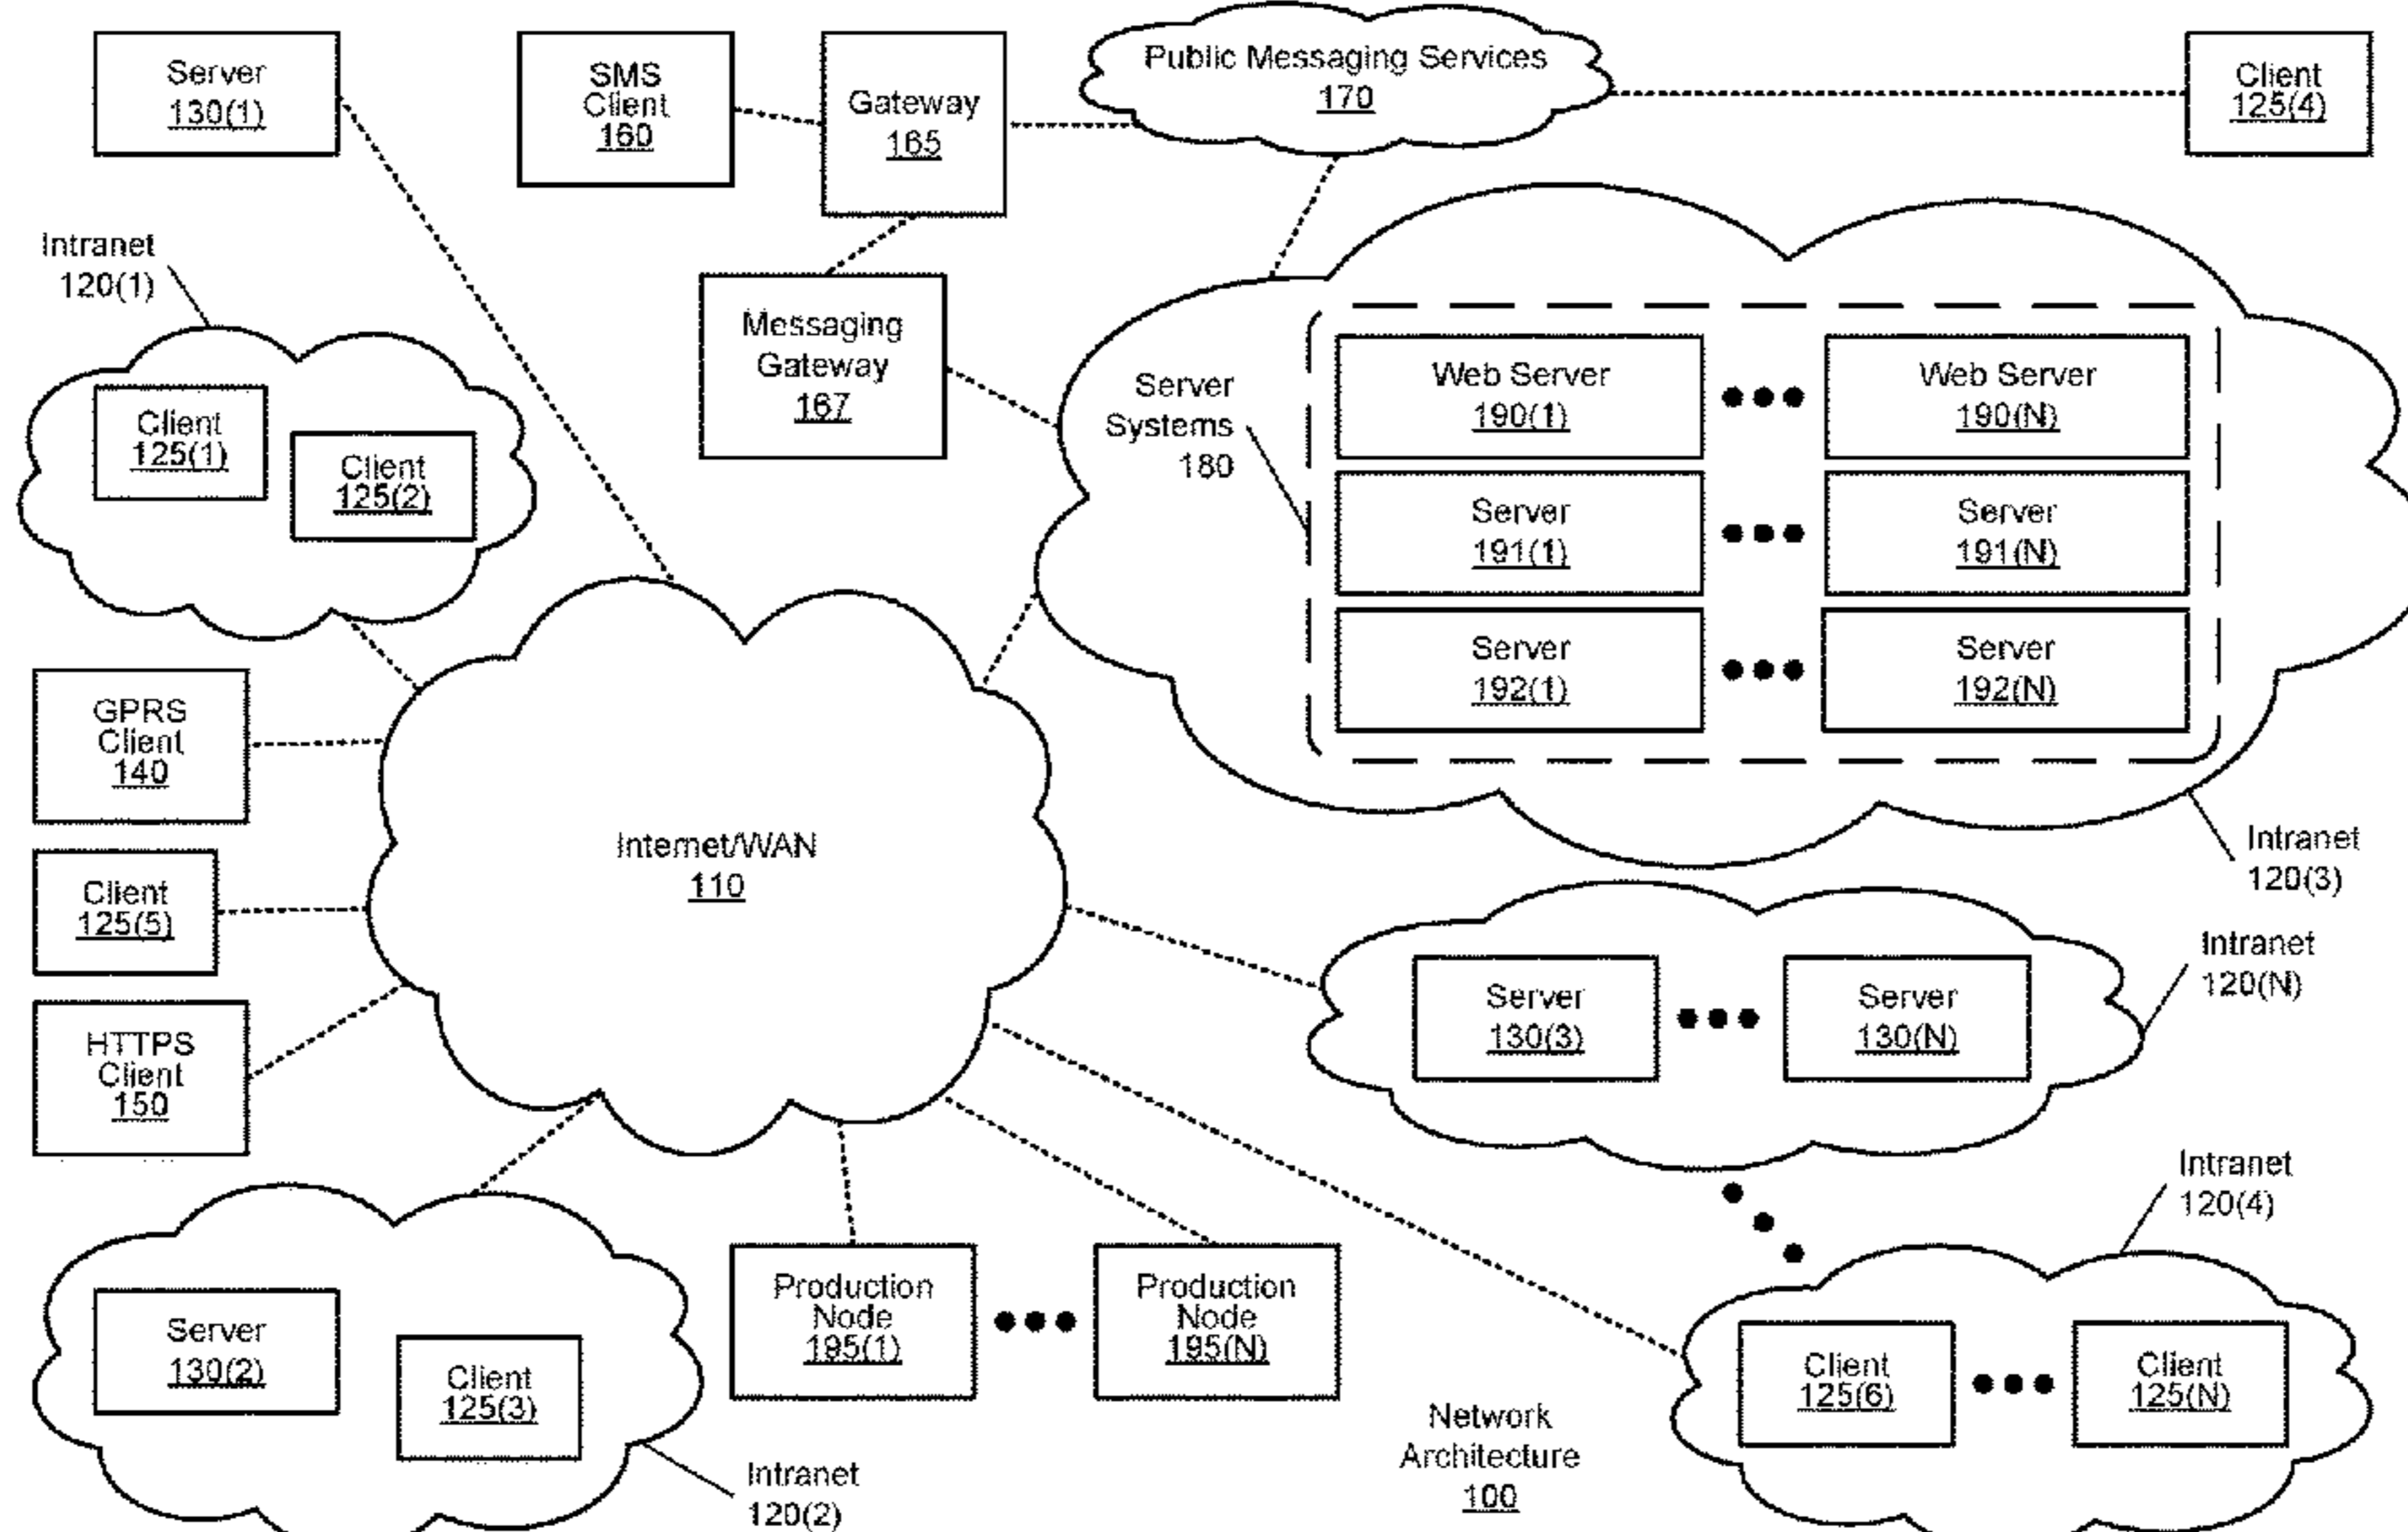 Server
130(1)
SMS
Client
160
Gateway
165
Public Messaging Services
170
Client
125(4)
Intranet
120(1)
Client
125(1)
Client
125(2)
Messaging
Gateway
167
Server
Systems
180
Web Server
190(1)
Web Server
190(N)
Server
191(1)
Server
191(N)
Server
192(1)
Server
192(N)
Intranet
120(3)
GPRS
Client
140
Internet/WAN
110
Client
125(5)
HTTPS
Client
150
Server
130(3)
Server
130(N)
Intranet
120(N)
Intranet
120(4)
Server
130(2)
Client
125(3)
Intranet
120(2)
Production
Node
195(1)
Production
Node
195(N)
Client
125(6)
Client
125(N)
Network
Architecture
100